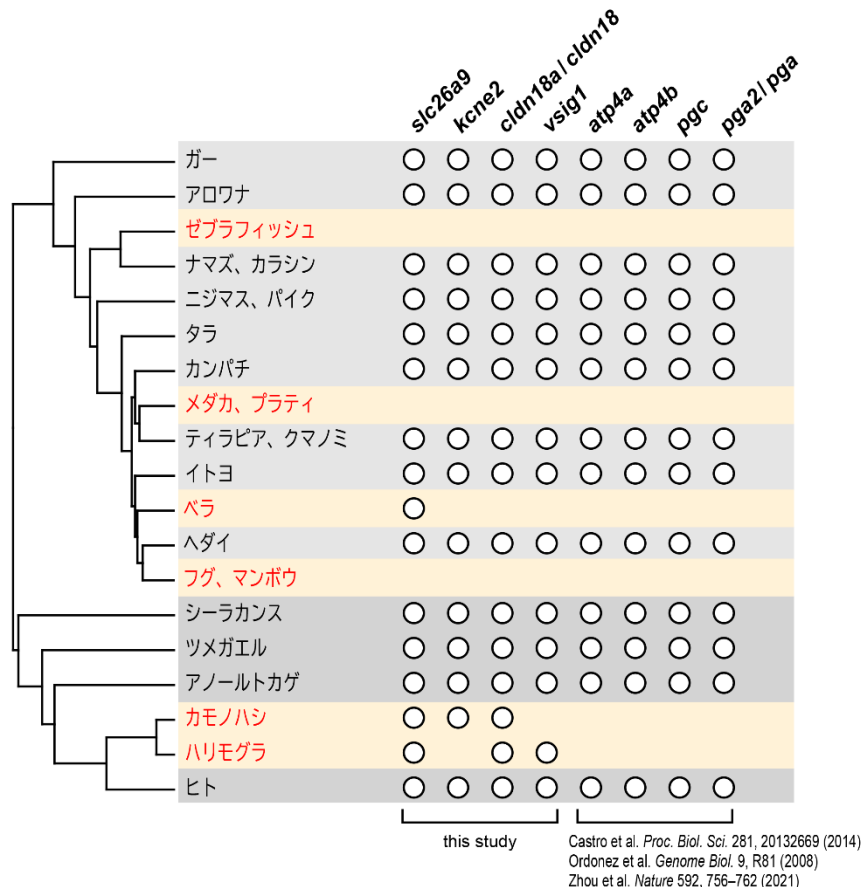 slc26a9
kcne2
cldn18a / cldn18
vsig1
atp4a
atp4b
pgc
pga2 / pga
ガー
アロワナ
ゼブラフィッシュ
ナマズ、カラシン
ニジマス、パイク
タラ
カンパチ
メダカ、プラティ
ティラピア、クマノミ
イトヨ
ベラ
ヘダイ
フグ、マンボウ
シーラカンス
ツメガエル
アノールトカゲ
カモノハシ
ハリモグラ
ヒト
this study
Castro et al. Proc. Biol. Sci. 281, 20132669 (2014)
Ordonez et al. Genome Biol. 9, R81 (2008)
Zhou et al. Nature 592, 756–762 (2021)